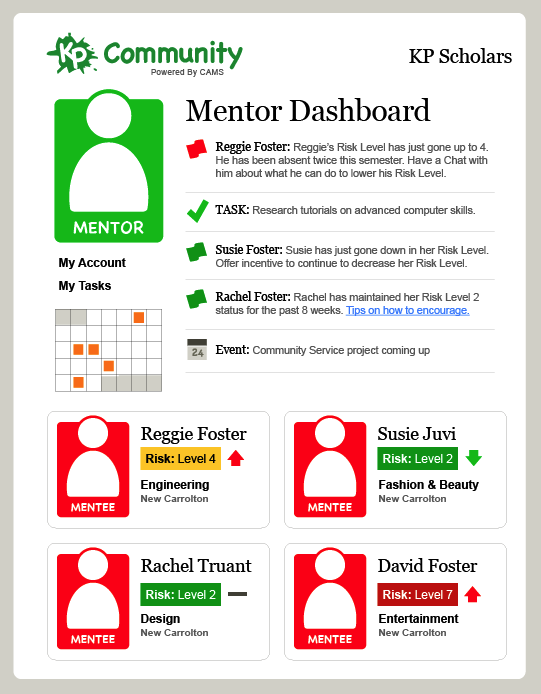 KP Community
Powered By CAMS
KP Scholars
Mentor Dashboard
MENTOR
My Account
My Tasks
Reggie Foster: Reggie's Risk Level has just gone up to 4.
He has been absent twice this semester. Have a Chat with
him about what he can do to lower his Risk Level.
TASK: Research tutorials on advanced computer skills.
Susie Foster: Susie has just gone down in her Risk Level.
Offer incentive to continue to decrease her Risk Level.
Rachel Foster: Rachel has maintained her Risk Level 2
status for the past 8 weeks. Tips on how to encourage.
24
Event: Community Service project coming up
MENTEE
Reggie Foster
Risk: Level 4
Engineering
New Carrolton
MENTEE
Susie Juvi
Risk: Level 2
Fashion & Beauty
New Carrolton
MENTEE
Rachel Truant
Risk: Level 2
Design
New Carrolton
MENTEE
David Foster
Risk: Level 7
Entertainment
New Carrolton